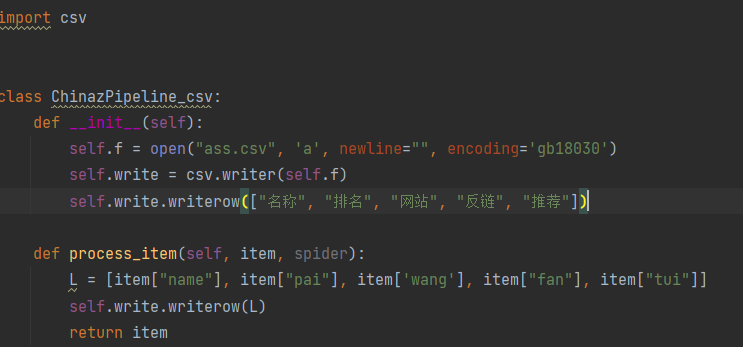 import csv
class ChinazPipeline_csv:
def __init__(self):
self.f = open("ass.csv", 'a', newline="", encoding='gb18030')
self.write = csv.writer(self.f)
self.write.writerow(["名称", "排名", "网站", "反链", "推荐"])
def process_item(self, item, spider):
L = [item["name"], item["pai"], item['wang'], item["fan"], item["tui"]]
self.write.writerow(L)
return item